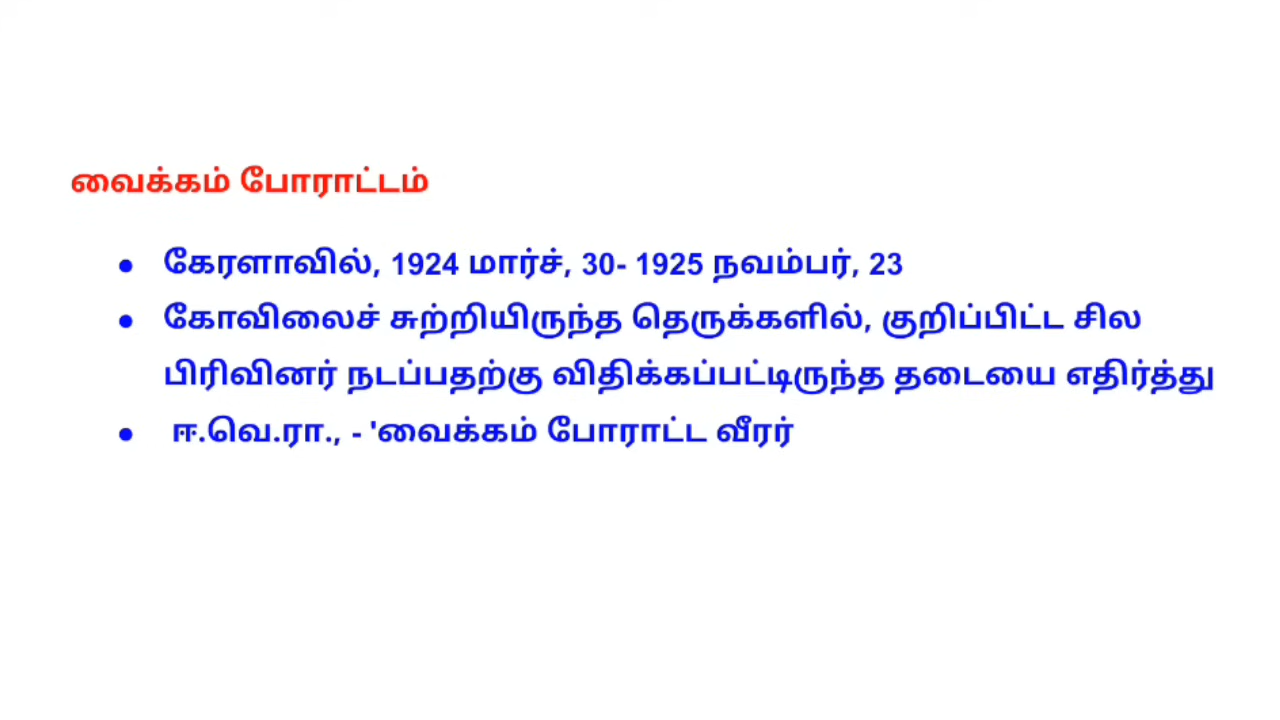 வைக்கம் போராட்டம்
● கேரளாவில், 1924 மார்ச், 30- 1925 நவம்பர், 23
● கோவிலைச் சுற்றியிருந்த தெருக்களில், குறிப்பிட்ட சில
பிரிவினர் நடப்பதற்கு விதிக்கப்பட்டிருந்த தடையை எதிர்த்து
● ஈ.வெ.ரா., - 'வைக்கம் போராட்ட வீரர்